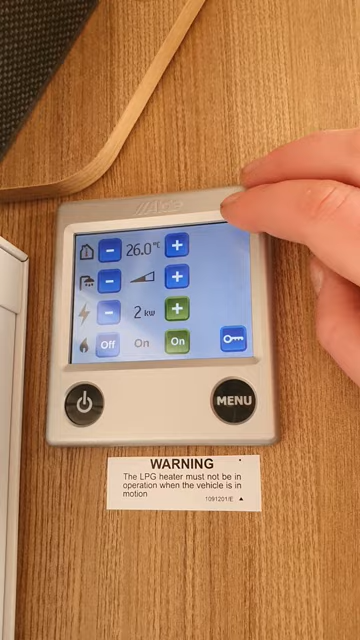 Alde
- 26.0°C +
- +
- 2 kw +
Off On On
MENU
WARNING
The LPG heater must not be in
operation when the vehicle is in
motion
1091201/E ▲